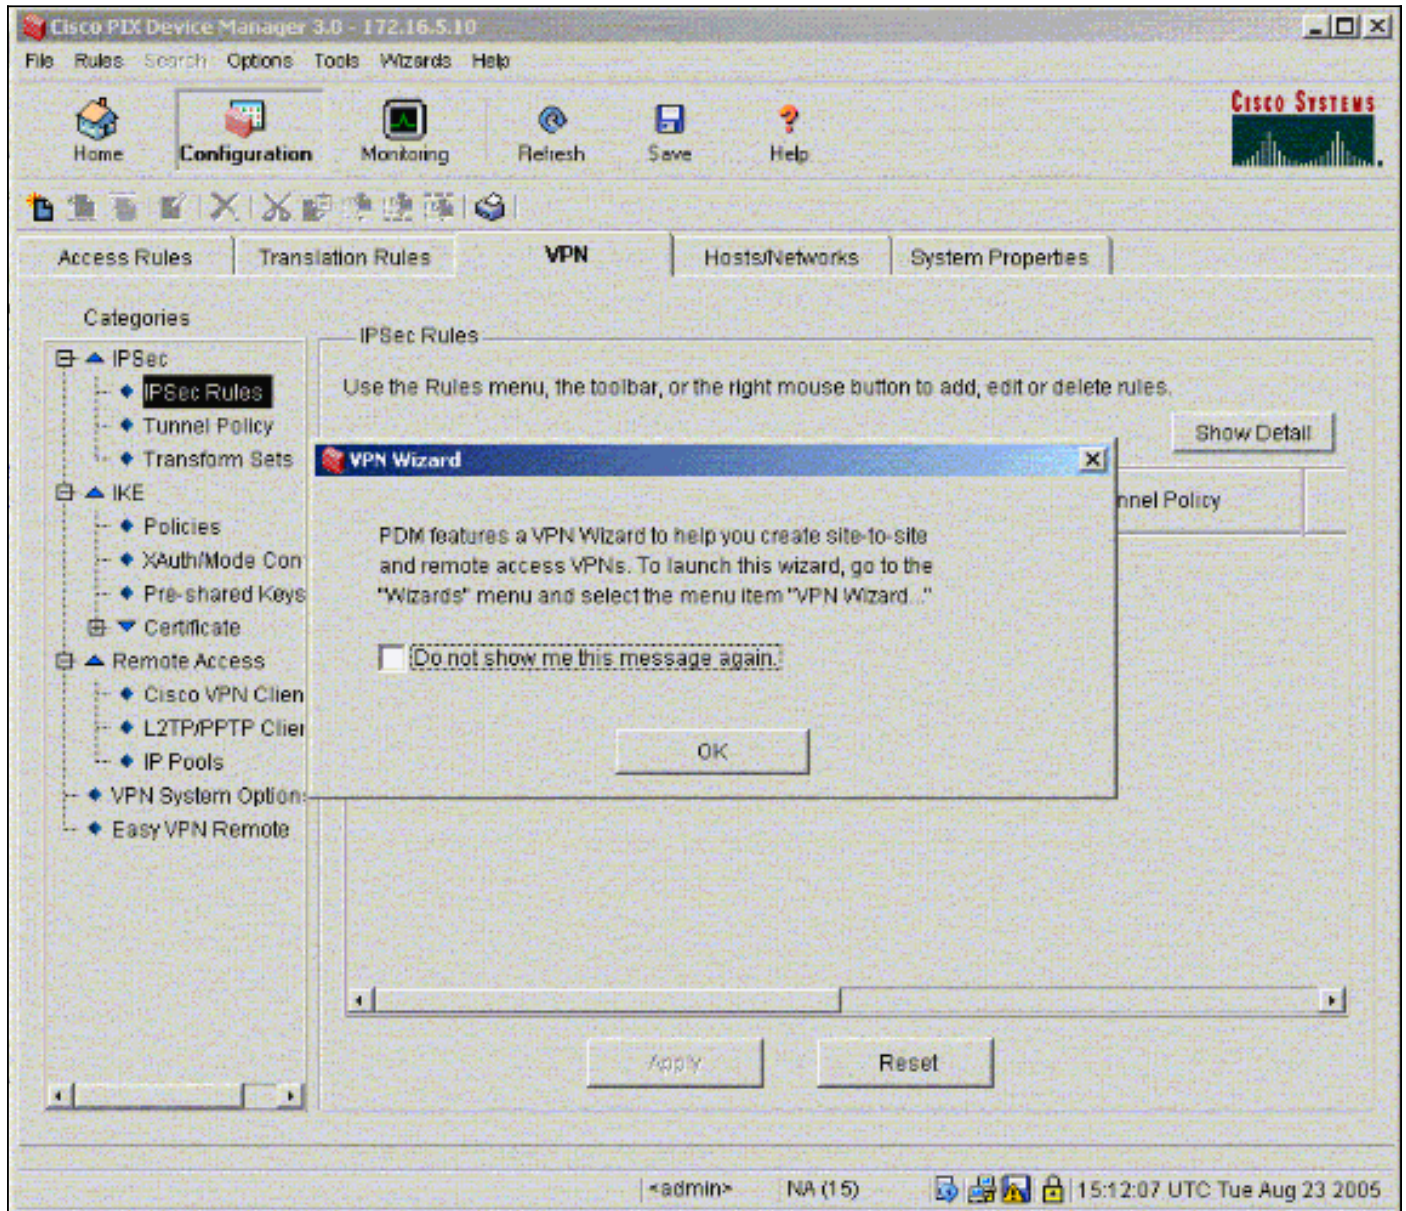 Cisco PIX Device Manager 3.0 - 172.16.5.10
File Rules Search Options Tools Wizards Help
Home Configuration Monitoring Refresh Save Help
CISCO SYSTEMS
Access Rules Translation Rules VPN Hosts/Networks System Properties
Categories
IPSec
IPSec Rules
Tunnel Policy
Transform Sets
IKE
Policies
XAuth/Mode Con
Pre-shared Keys
Certificate
Remote Access
Cisco VPN Clien
L2TP/PPTP Clier
IP Pools
VPN System Options
Easy VPN Remote
IPSec Rules
Use the Rules menu, the toolbar, or the right mouse button to add, edit or delete rules.
Show Detail
nnel Policy
VPN Wizard
PDM features a VPN Wizard to help you create site-to-site
and remote access VPNs. To launch this wizard, go to the
"Wizards" menu and select the menu item "VPN Wizard..."
Do not show me this message again.
OK
Apply Reset
<admin> NA (15) 15:12:07 UTC Tue Aug 23 2005